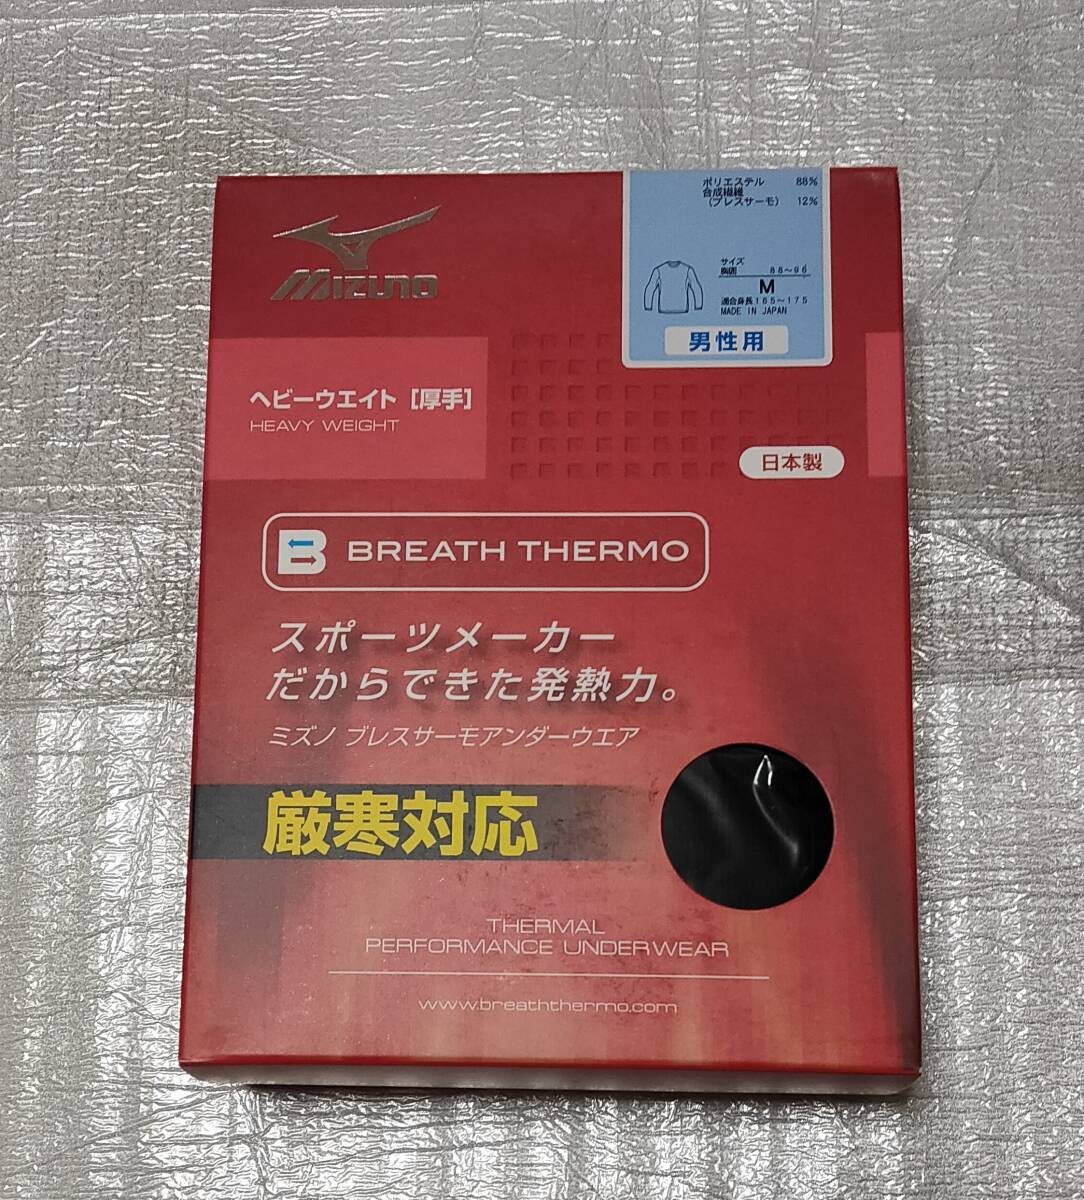 MIZUNO
ポリエステル 88%
合成繊維
(ブレスサーモ) 12%
サイズ
胸囲 88~96
M
適合身長165~175
MADE IN JAPAN
男性用
ヘビーウエイト [厚手]
HEAVY WEIGHT
日本製
B BREATH THERMO
スポーツメーカー
だからできた発熱力。
ミズノ ブレスサーモアンダーウエア
厳寒対応
THERMAL
PERFORMANCE UNDERWEAR
www.breaththermo.com